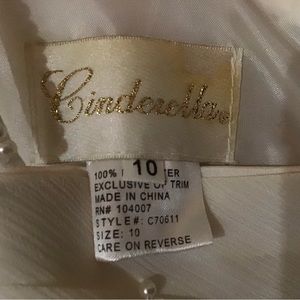 Cinderella
10
100%
EXCLUSIVE OF TRIM
MADE IN CHINA
RN# 104007
STYLE#: C70611
SIZE: 10
CARE ON REVERSE